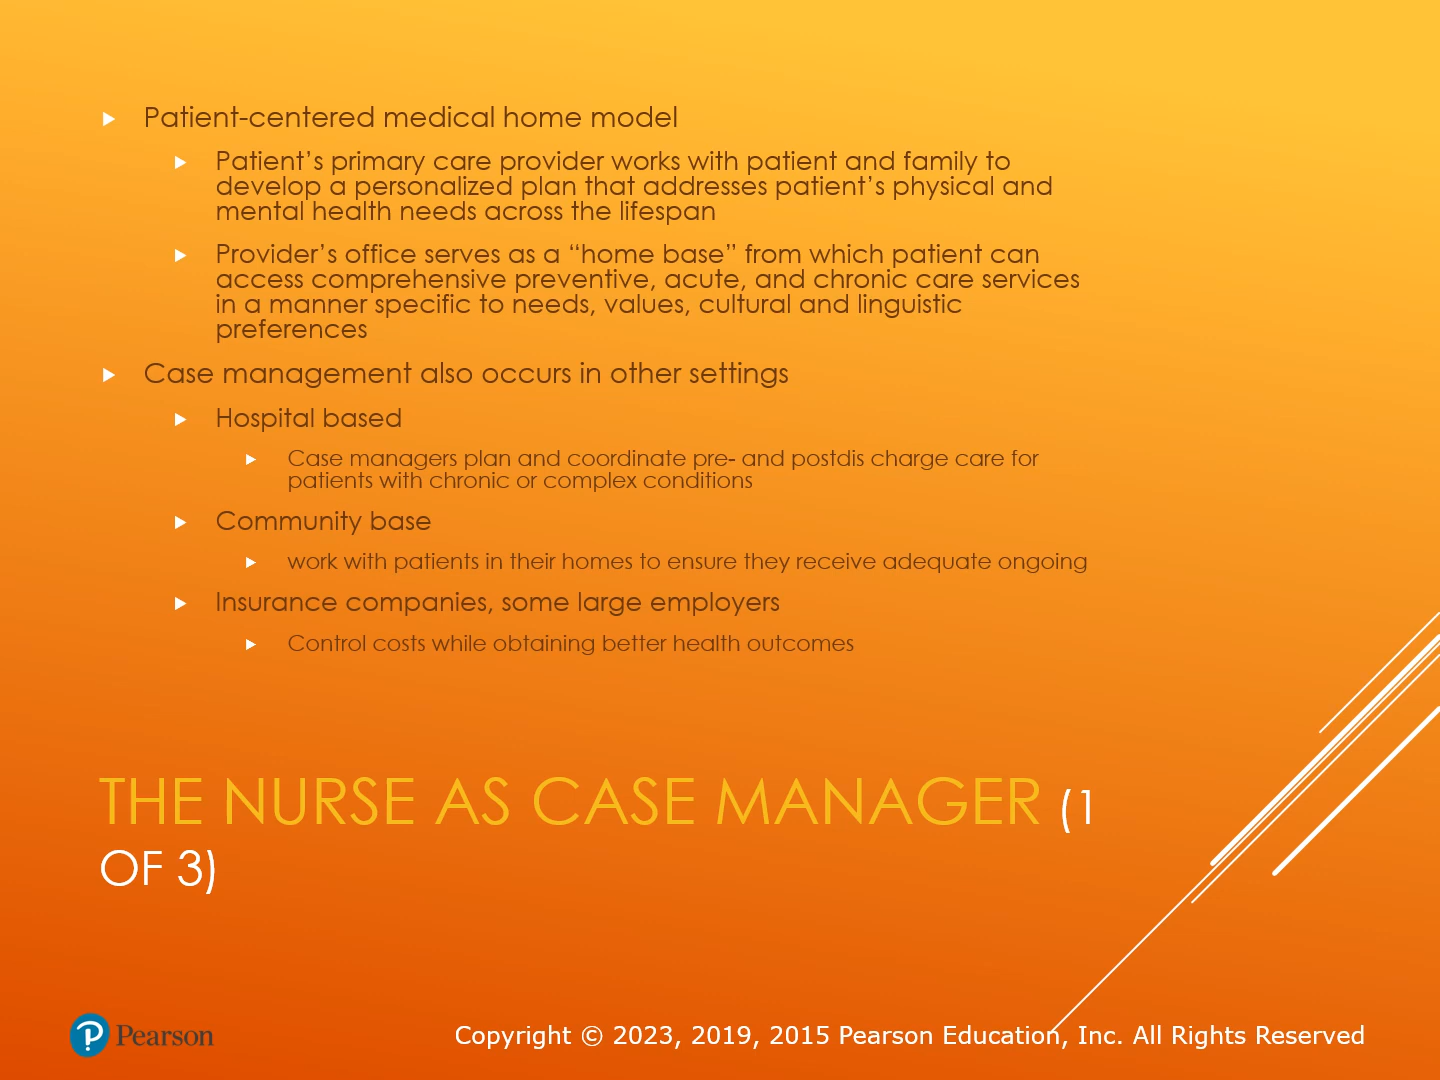 Patient-centered medical home model
Patient’s primary care provider works with patient and family to
develop a personalized plan that addresses patient’s physical and
mental health needs across the lifespan
Provider’s office serves as a “home base” from which patient can
access comprehensive preventive, acute, and chronic care services
in a manner specific to needs, values, cultural and linguistic
preferences
Case management also occurs in other settings
Hospital based
Case managers plan and coordinate pre- and postdis charge care for
patients with chronic or complex conditions
Community base
work with patients in their homes to ensure they receive adequate ongoing
Insurance companies, some large employers
Control costs while obtaining better health outcomes
THE NURSE AS CASE MANAGER (1
OF 3)
Pearson
Copyright © 2023, 2019, 2015 Pearson Education, Inc. All Rights Reserved